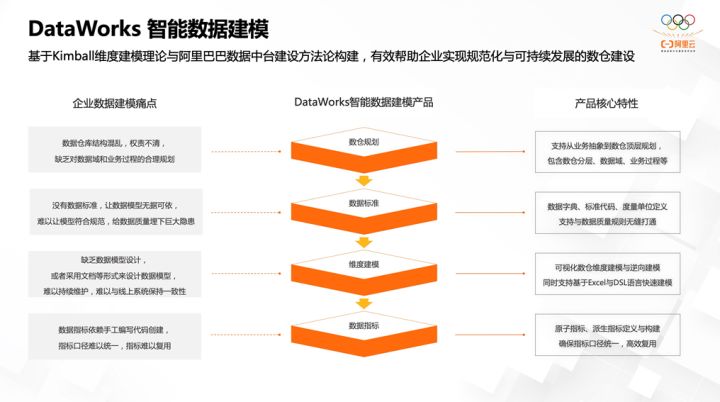 DataWorks 智能数据建模
基于Kimball维度建模理论与阿里巴巴数据中台建设方法论构建，有效帮助企业实现规范化与可持续发展的数仓建设
阿里云
企业数据建模痛点
DataWorks智能数据建模产品
产品核心特性
数据仓库结构混乱，权责不清，
缺乏对数据域和业务过程的合理规划
数仓规划
支持从业务抽象到数仓顶层规划，
包含数仓分层、数据域、业务过程等
没有数据标准，让数据模型无据可依，
难以让模型符合规范，给数据质量埋下巨大隐患
数据标准
数据字典、标准代码、度量单位定义
支持与数据质量规则无缝打通
缺乏数据模型设计，
或者采用文档等形式来设计数据模型，
难以持续维护，难以与线上系统保持一致性
维度建模
可视化数仓维度建模与逆向建模
同时支持基于Excel与DSL语言快速建模
数据指标依赖手工编写代码创建，
指标口径难以统一，指标难以复用
数据指标
原子指标、派生指标定义与构建
确保指标口径统一，高效复用